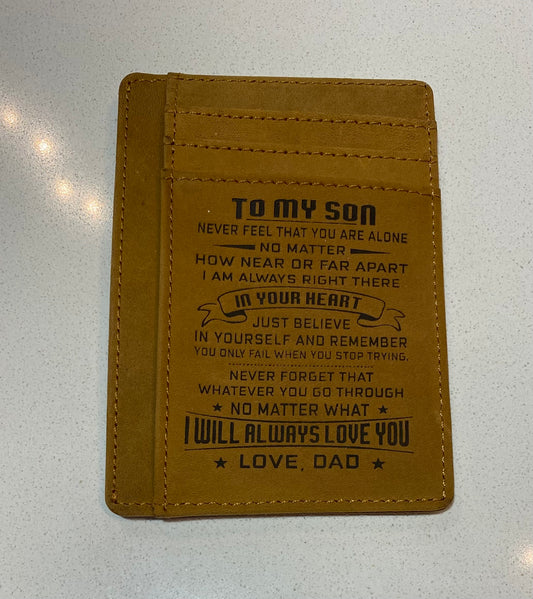 TO MY SON
NEVER FEEL THAT YOU ARE ALONE
NO MATTER
HOW NEAR OR FAR APART
I AM ALWAYS RIGHT THERE
IN YOUR HEART
JUST BELIEVE
IN YOURSELF AND REMEMBER
YOU ONLY FAIL WHEN YOU STOP TRYING.
NEVER FORGET THAT
WHATEVER YOU GO THROUGH
NO MATTER WHAT
I WILL ALWAYS LOVE YOU
LOVE, DAD